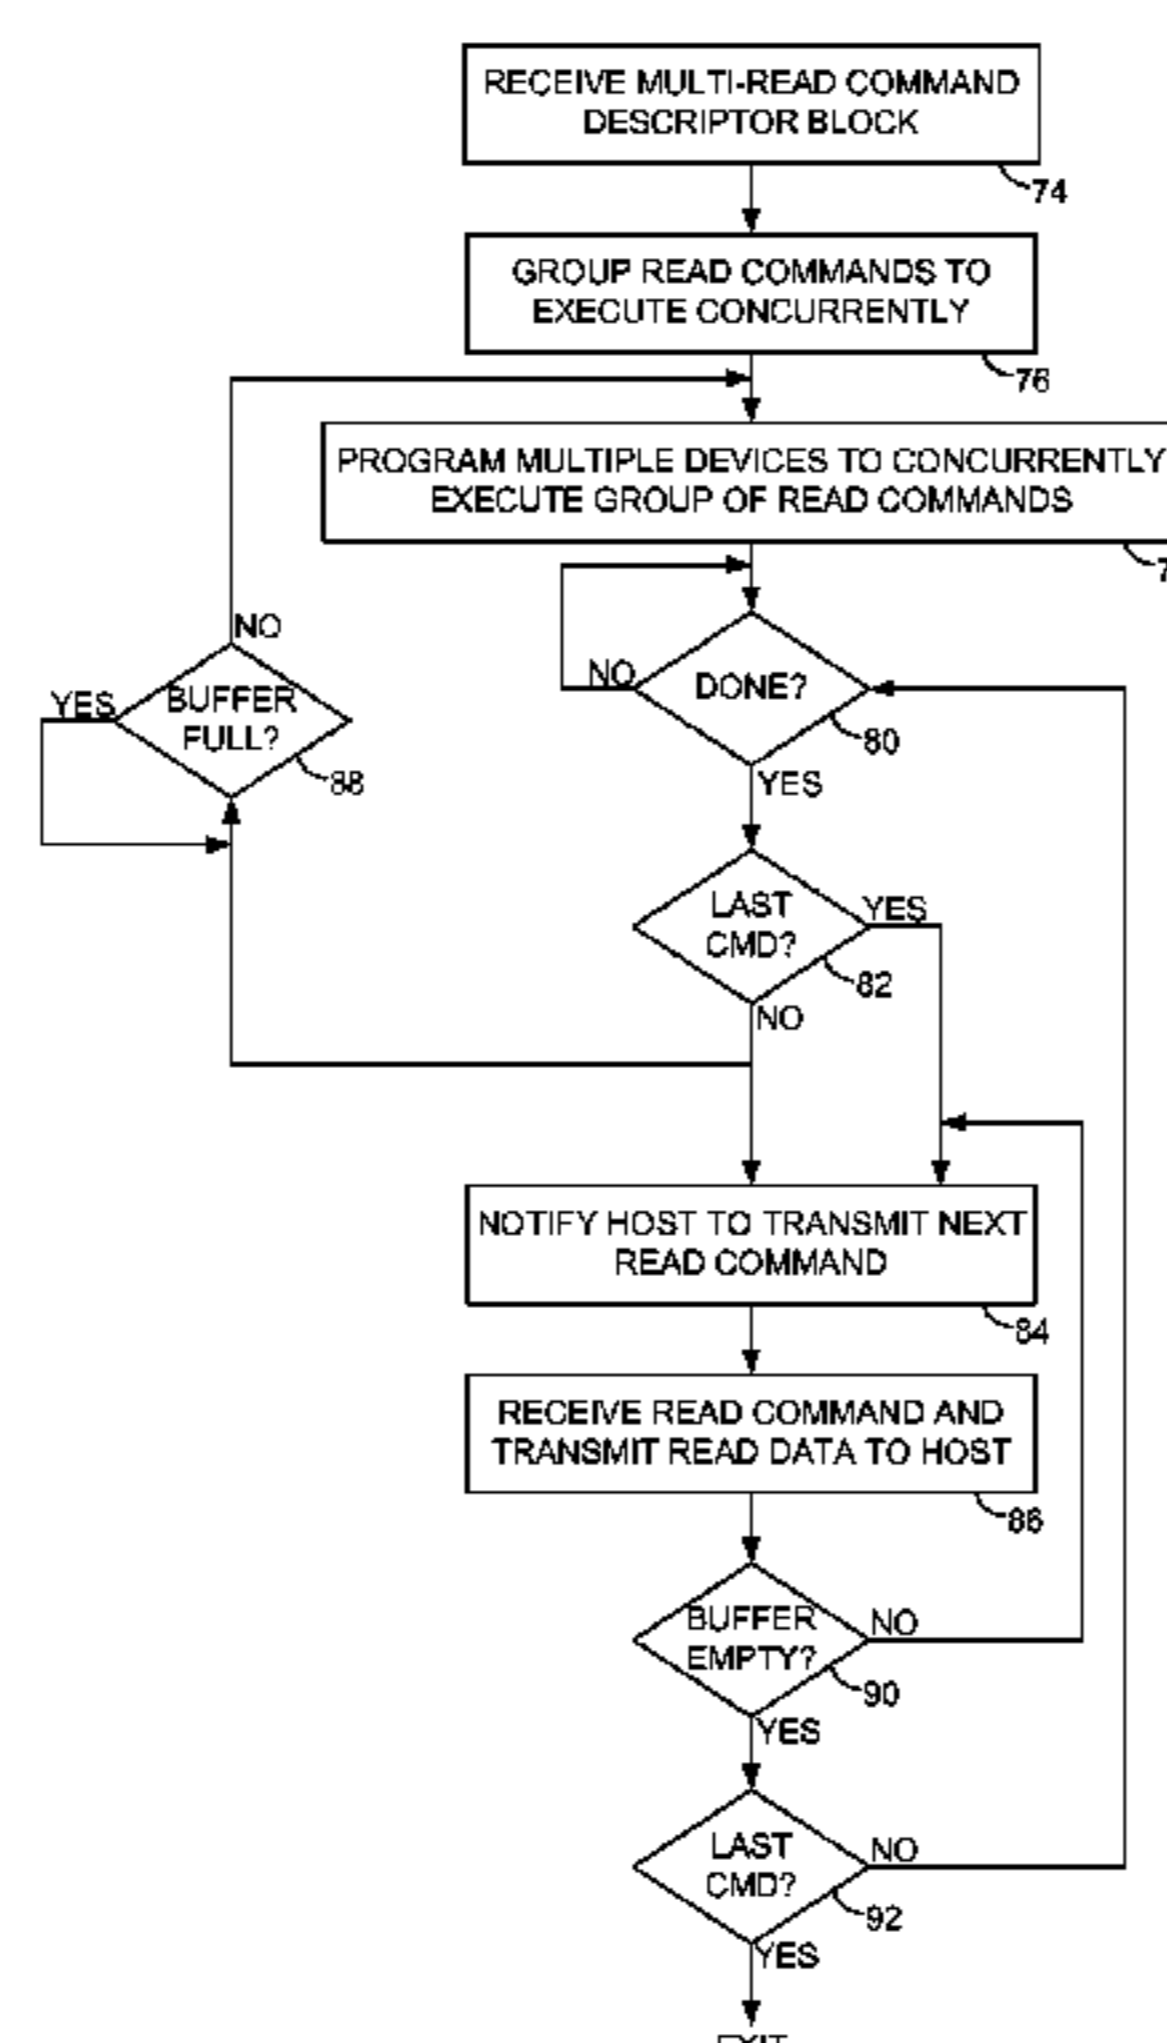 RECEIVE MULTI-READ COMMAND
DESCRIPTOR BLOCK
74
GROUP READ COMMANDS TO
EXECUTE CONCURRENTLY
76
PROGRAM MULTIPLE DEVICES TO CONCURRENTLY
EXECUTE GROUP OF READ COMMANDS
NO
BUFFER
FULL?
YES
88
DONE?
NO
80
YES
LAST
CMD?
YES
82
NO
NOTIFY HOST TO TRANSMIT NEXT
READ COMMAND
84
RECEIVE READ COMMAND AND
TRANSMIT READ DATA TO HOST
86
BUFFER
EMPTY?
NO
90
YES
LAST
CMD?
NO
92
YES
EXIT